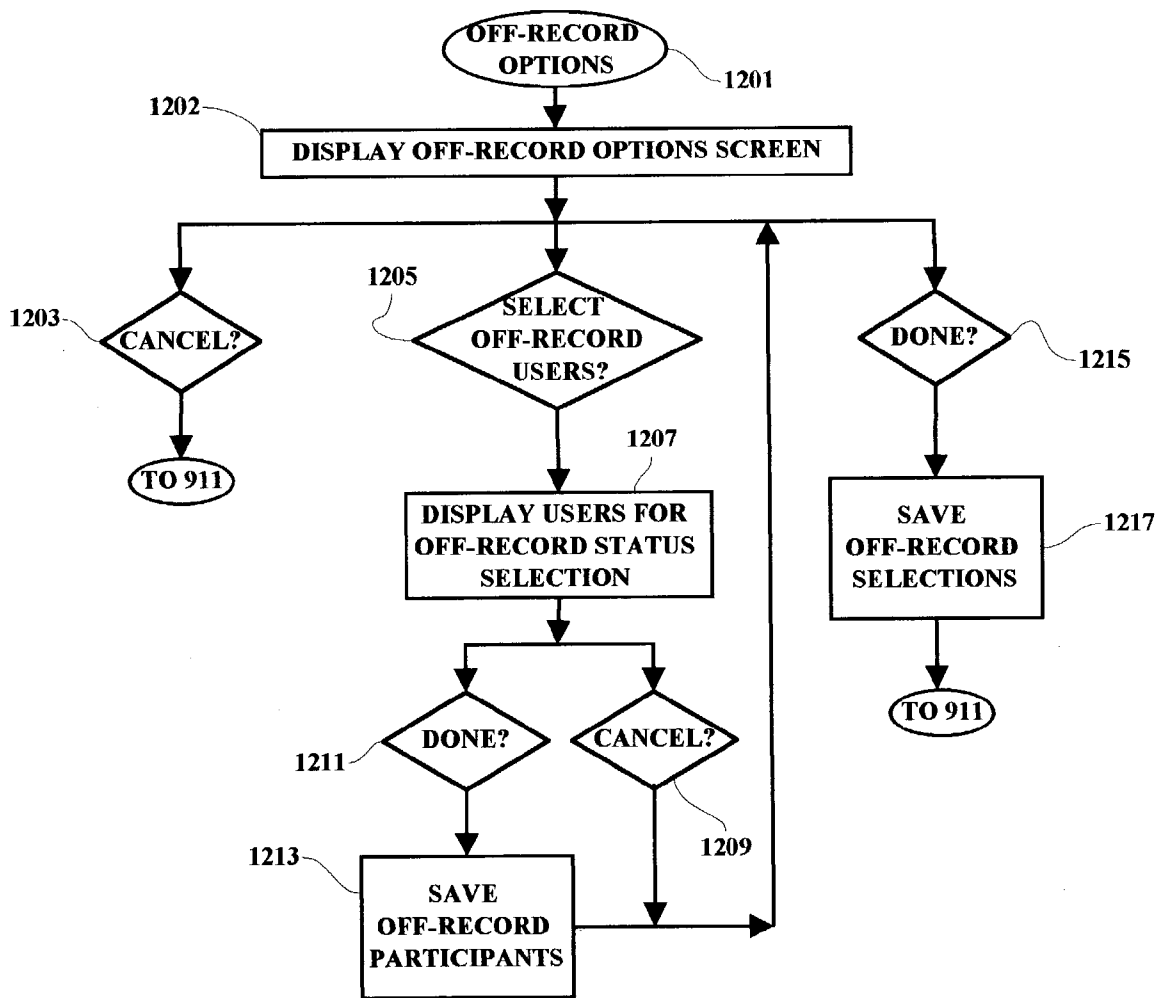 OFF-RECORD
OPTIONS
1201
1202
DISPLAY OFF-RECORD OPTIONS SCREEN
1203
CANCEL?
TO 911
1205
SELECT
OFF-RECORD
USERS?
1207
DISPLAY USERS FOR
OFF-RECORD STATUS
SELECTION
1211
DONE?
CANCEL?
1209
1213
SAVE
OFF-RECORD
PARTICIPANTS
DONE?
1215
SAVE
OFF-RECORD
SELECTIONS
1217
TO 911